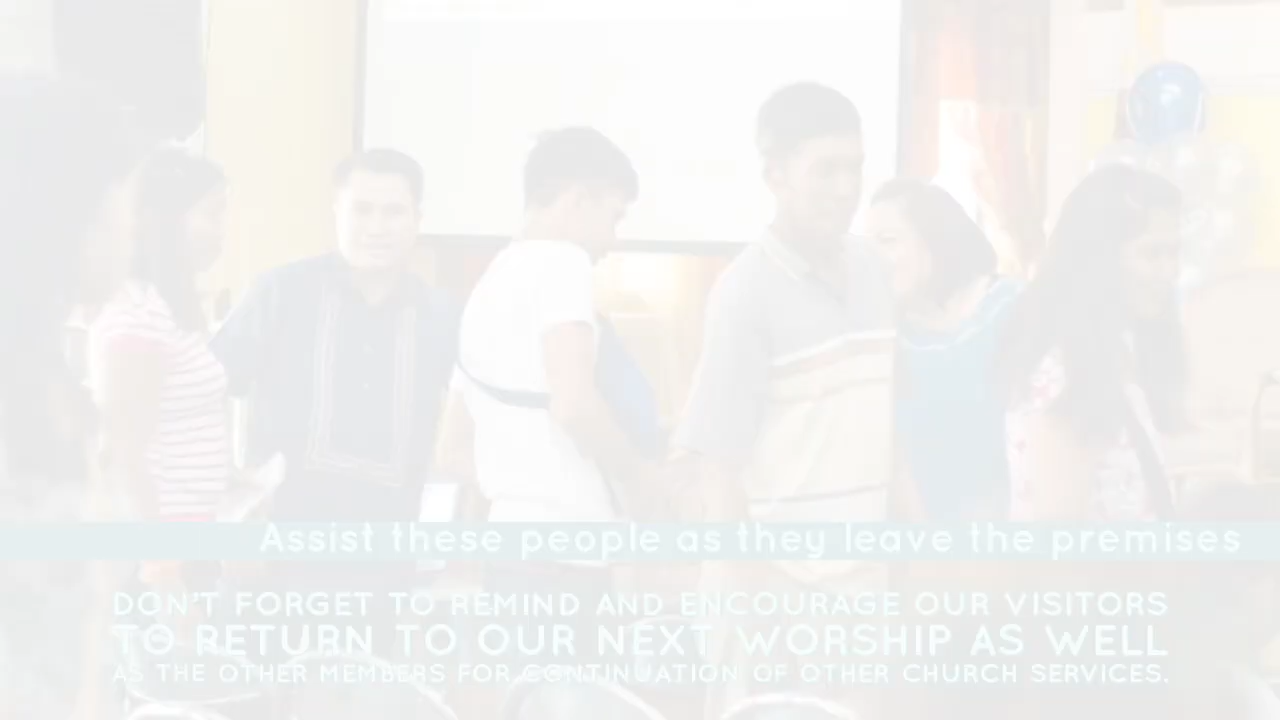 Assist these people as they leave the premises
DON'T FORGET TO REMIND AND ENCOURAGE OUR VISITORS
TO RETURN TO OUR NEXT WORSHIP AS WELL
AS THE OTHER MEMBERS FOR CONTINUATION OF OTHER CHURCH SERVICES.